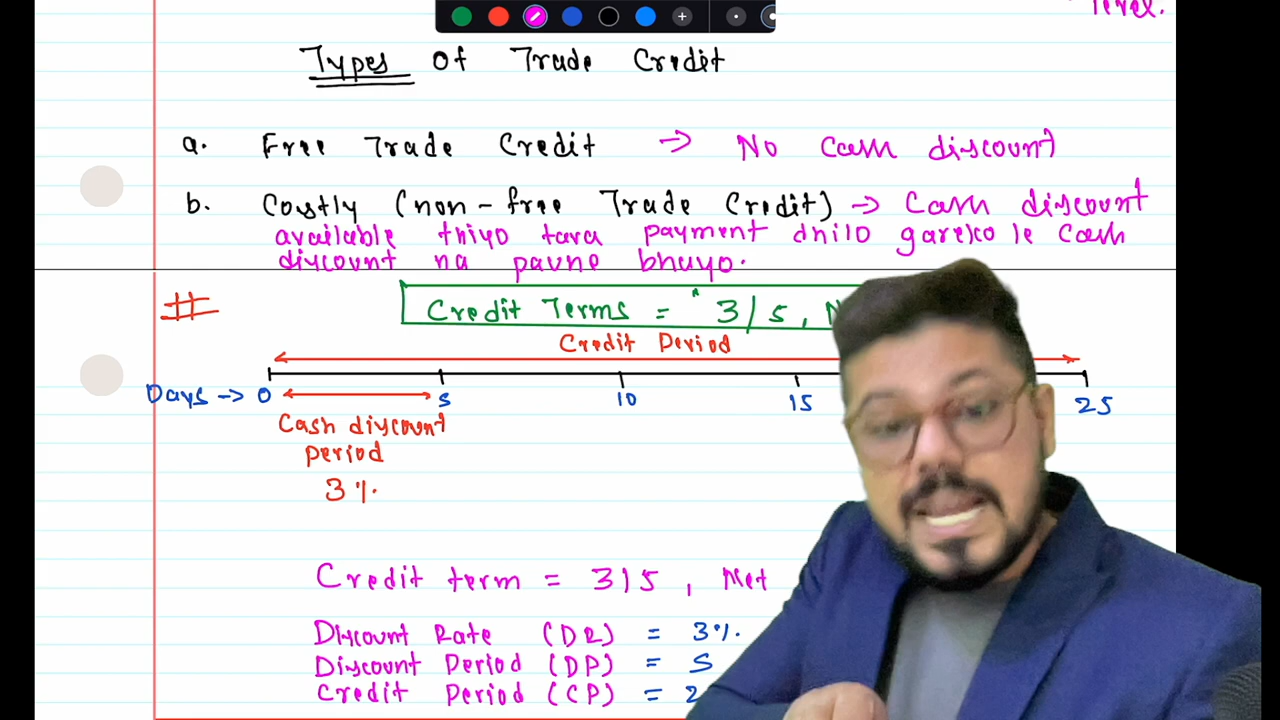 level.
Types of Trade Credit
a. Free Trade Credit → No Cash discount
b. Costly (non-free Trade Credit) → Cash discount
available thiyo tara payment dhilo gareko le Cash
discount na paune bhayo.
# Credit Terms = " 3/5, N
Credit Period
Days → 0 5 10 15 25
Cash discount
period
3%
Credit term = 3/5, Net
Discount Rate (DR) = 3%.
Discount Period (DP) = 5
Credit Period (CP) = 2